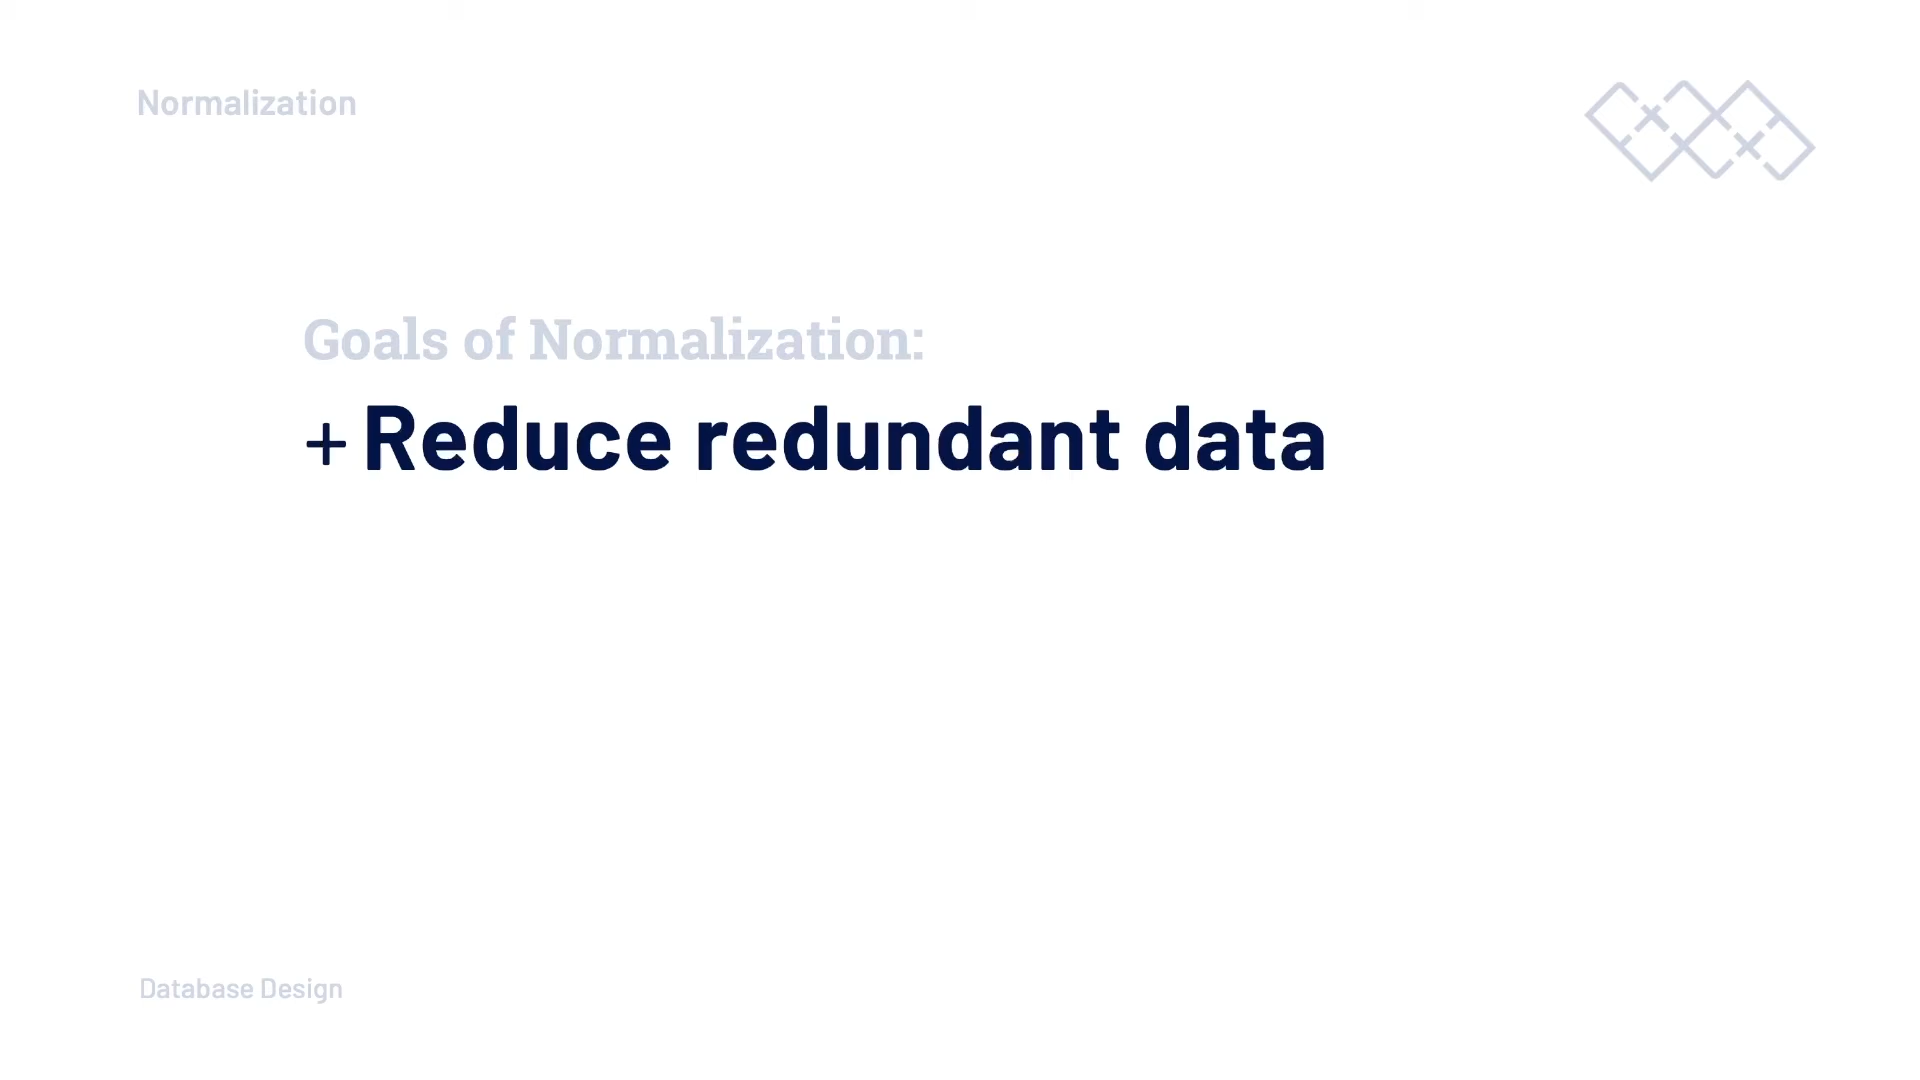 Normalization
Goals of Normalization:
+ Reduce redundant data
Database Design